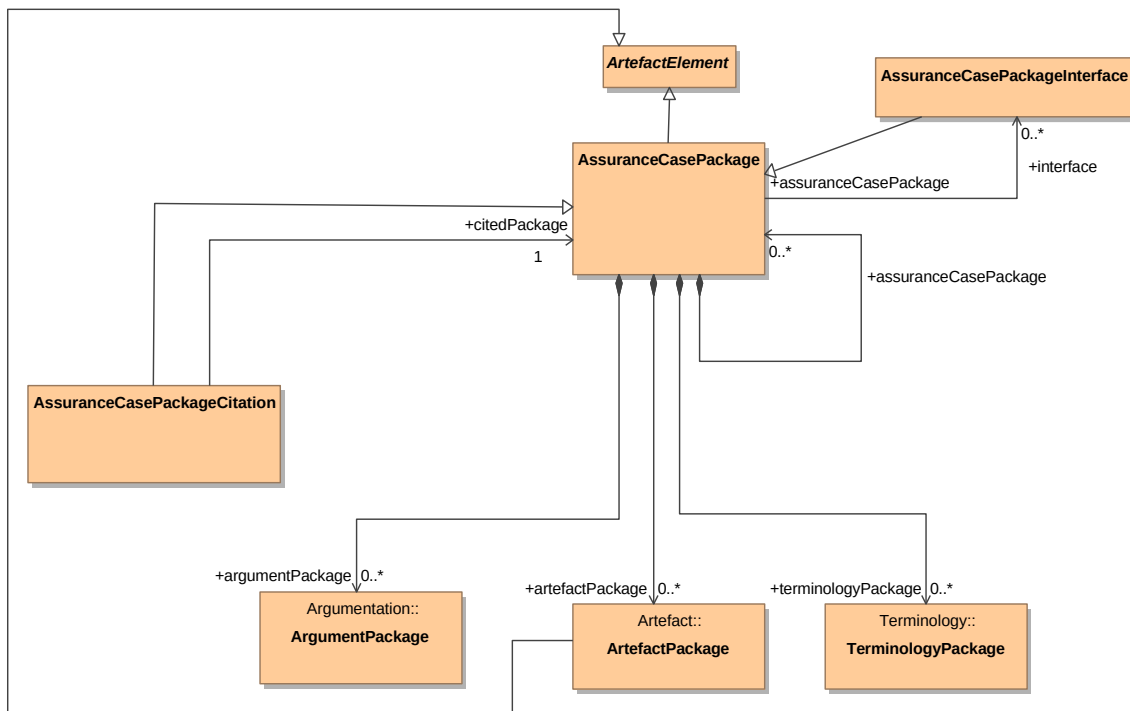 ArtefactElement
AssuranceCasePackageInterface
0..*
AssuranceCasePackage
+interface
+assuranceCasePackage
+citedPackage
1
0..*
+assuranceCasePackage
AssuranceCasePackageCitation
+argumentPackage 0..*
+artefactPackage 0..*
+terminologyPackage 0..*
Argumentation::
ArgumentPackage
Artefact::
ArtefactPackage
Terminology::
TerminologyPackage